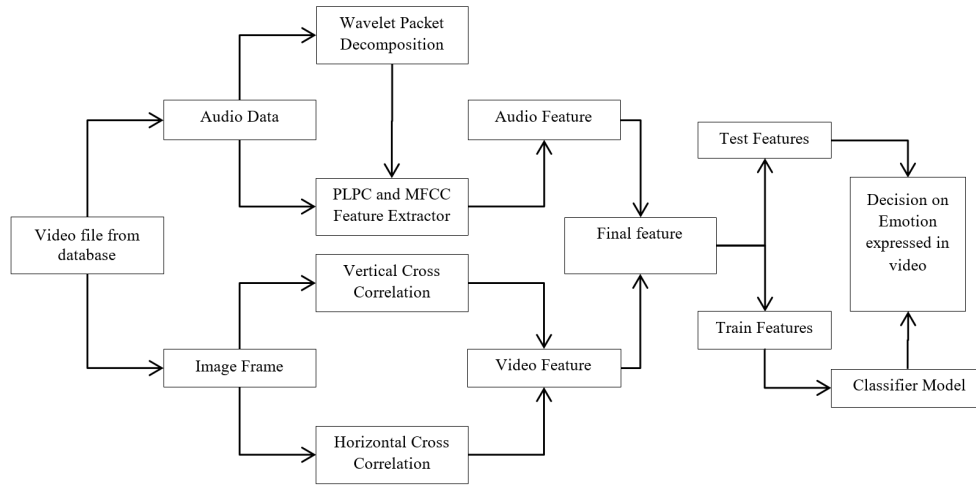 Wavelet Packet
Decomposition
Audio Data
Audio Feature
Test Features
PLPC and MFCC
Feature Extractor
Decision on
Emotion
expressed in
video
Video file from
database
Final feature
Vertical Cross
Correlation
Train Features
Image Frame
Video Feature
Classifier Model
Horizontal Cross
Correlation